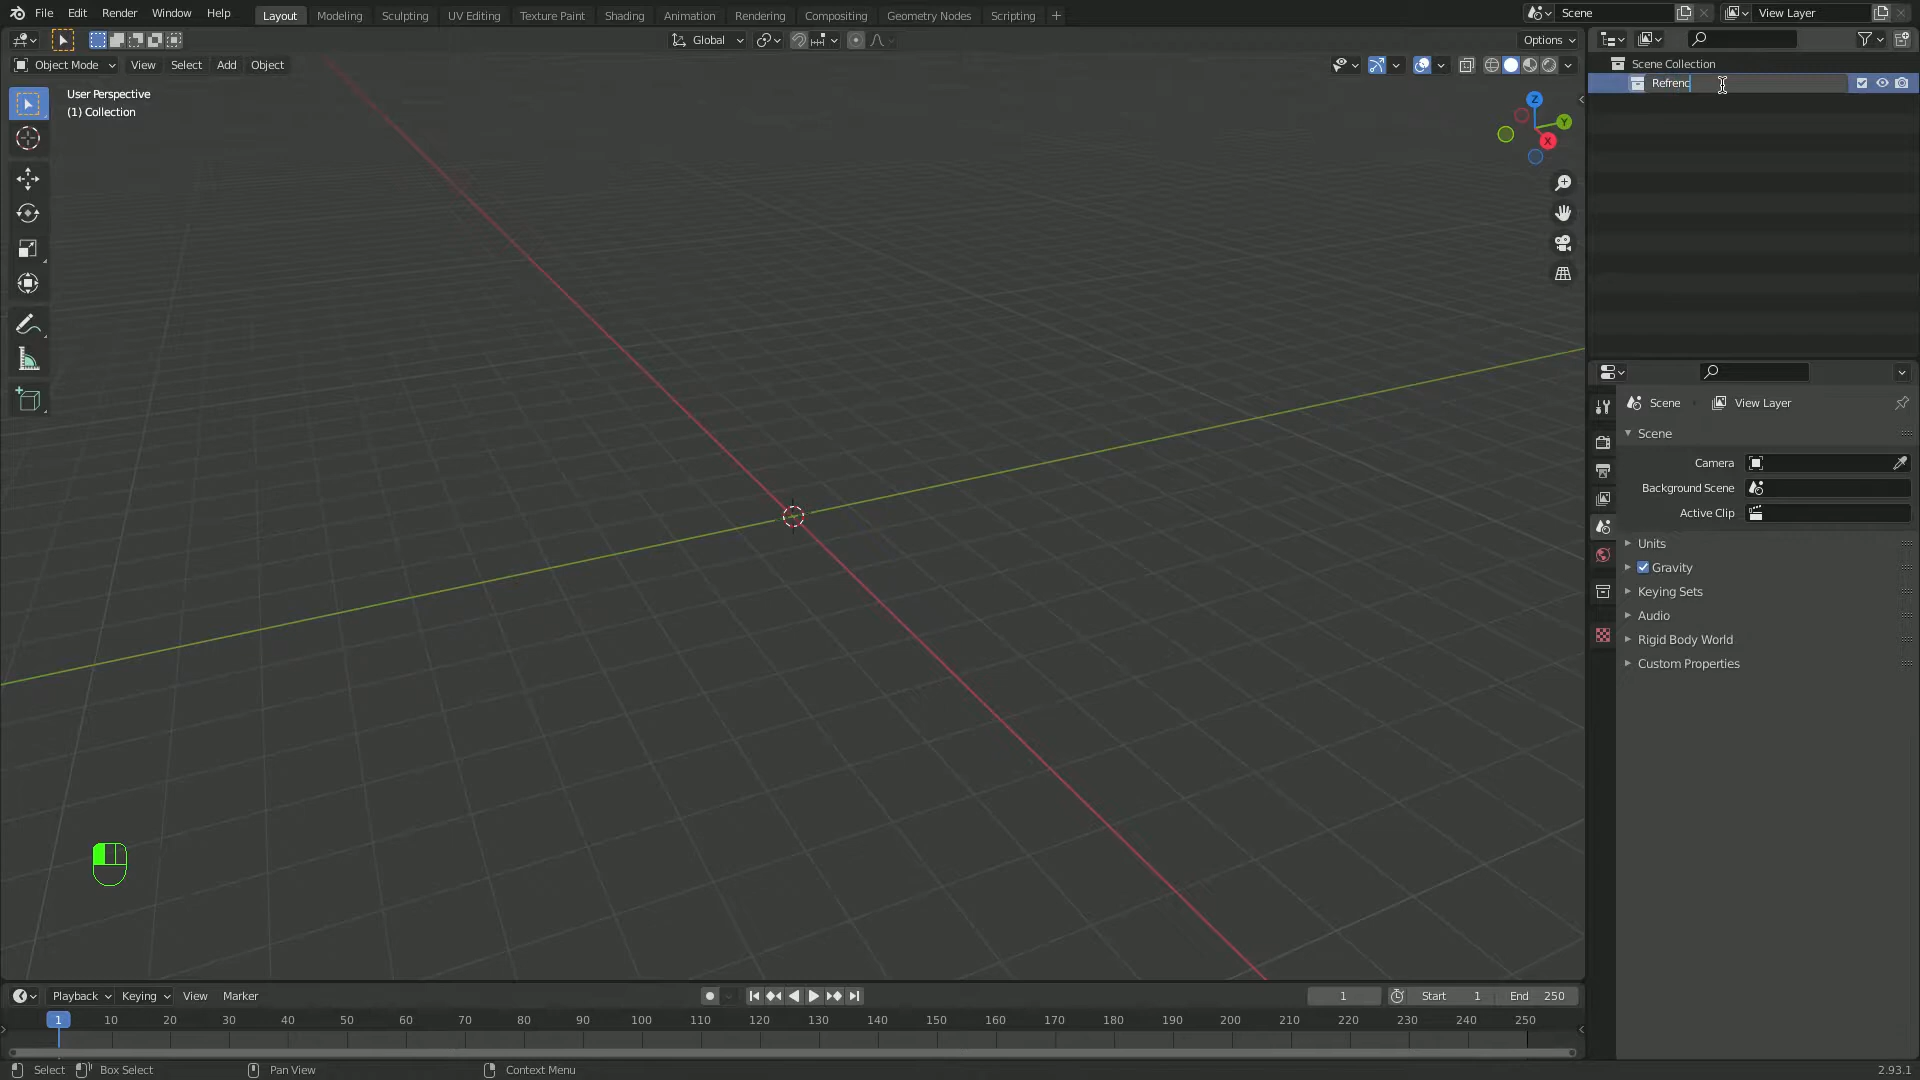 File Edit Render Window Help Layout Modeling Sculpting UV Editing Texture Paint Shading Animation Rendering Compositing Geometry Nodes Scripting + Scene View Layer
Global Options
Object Mode View Select Add Object
User Perspective
(1) Collection
Z
Y
X
Scene Collection
Refrenc
Scene View Layer
Scene
Camera
Background Scene
Active Clip
Units
Gravity
Keying Sets
Audio
Rigid Body World
Custom Properties
Playback Keying View Marker 1 Start 1 End 250
1 10 20 30 40 50 60 70 80 90 100 110 120 130 140 150 160 170 180 190 200 210 220 230 240 250
Select Box Select Pan View Context Menu 2.93.1